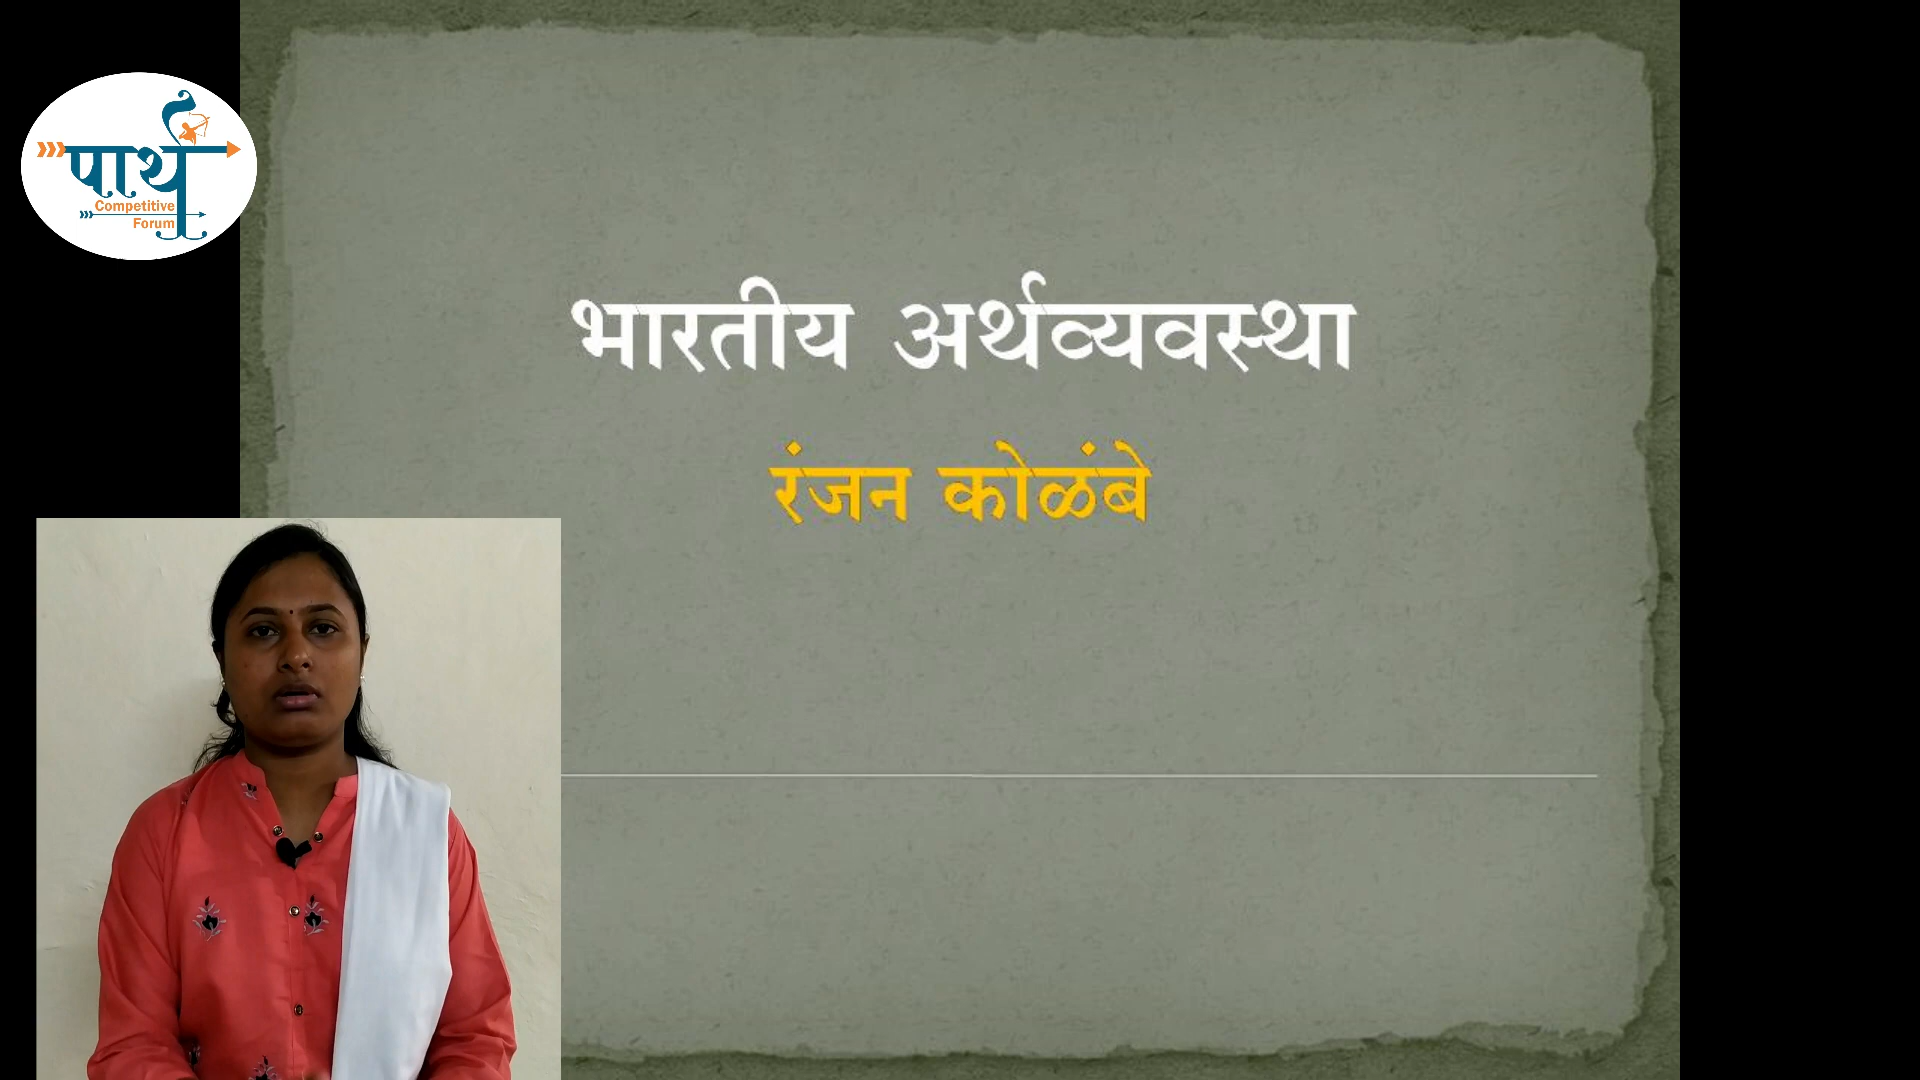 पार्थ
Competitive
Forum
भारतीय अर्थव्यवस्था
रंजन कोळंबे